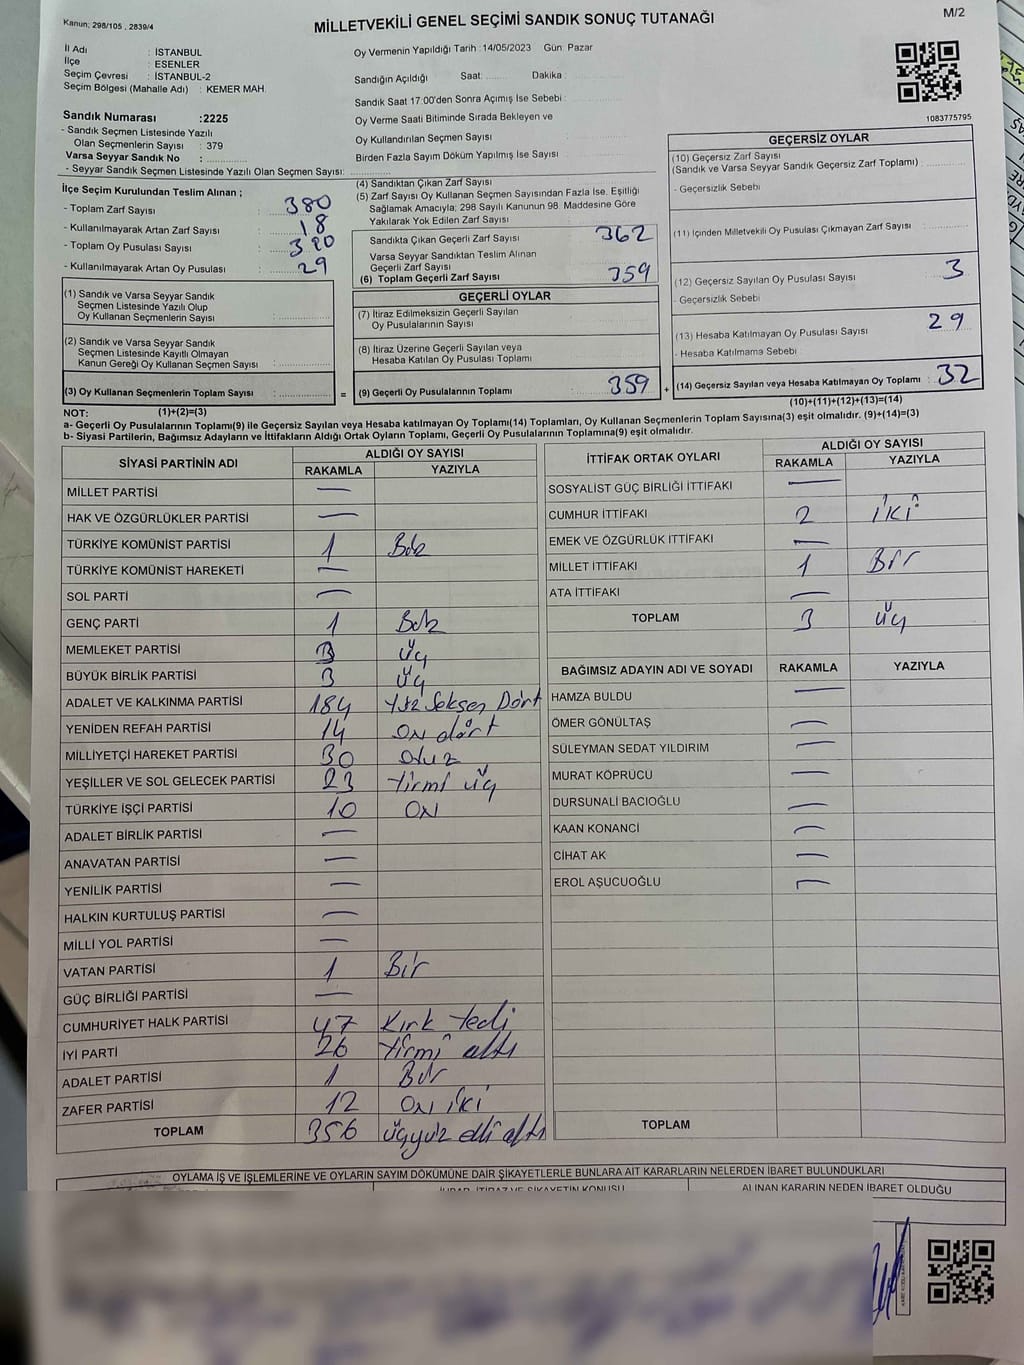 Kanun: 298/105 , 2839/4
MİLLETVEKİLİ GENEL SEÇİMİ SANDIK SONUÇ TUTANAĞI
M/2
İl Adı : İSTANBUL
İlçe : ESENLER
Seçim Çevresi : İSTANBUL-2
Seçim Bölgesi (Mahalle Adı) : KEMER MAH.
Sandık Numarası :2225
- Sandık Seçmen Listesinde Yazılı
Olan Seçmenlerin Sayısı : 379
Varsa Seyyar Sandık No :
- Seyyar Sandık Seçmen Listesinde Yazılı Olan Seçmen Sayısı:
Oy Vermenin Yapıldığı Tarih :14/05/2023 Gün: Pazar
Sandığın Açıldığı Saat: Dakika :
Sandık Saat 17:00'den Sonra Açımış İse Sebebi :
Oy Verme Saati Bitiminde Sırada Bekleyen ve
Oy Kullandırılan Seçmen Sayısı :
Birden Fazla Sayım Döküm Yapılmış İse Sayısı :
1083775795
İlçe Seçim Kurulundan Teslim Alınan ;
- Toplam Zarf Sayısı : 380
- Kullanılmayarak Artan Zarf Sayısı : 18
- Toplam Oy Pusulası Sayısı :
- Kullanılmayarak Artan Oy Pusulası : 29
(1) Sandık ve Varsa Seyyar Sandık
Seçmen Listesinde Yazılı Olup
Oy Kullanan Seçmenlerin Sayısı :
(2) Sandık ve Varsa Seyyar Sandık
Seçmen Listesinde Kayıtlı Olmayan
Kanun Gereği Oy Kullanan Seçmen Sayısı :
(3) Oy Kullanan Seçmenlerin Toplam Sayısı : =
(1)+(2)=(3)
(4) Sandıktan Çıkan Zarf Sayısı
(5) Zarf Sayısı Oy Kullanan Seçmen Sayısından Fazla İse, Eşitliği
Sağlamak Amacıyla; 298 Sayılı Kanunun 98. Maddesine Göre
Yakılarak Yok Edilen Zarf Sayısı :
Sandıkta Çıkan Geçerli Zarf Sayısı 362
Varsa Seyyar Sandıktan Teslim Alınan
Geçerli Zarf Sayısı
(6) Toplam Geçerli Zarf Sayısı : 359
GEÇERLİ OYLAR
(7) İtiraz Edilmeksizin Geçerli Sayılan
Oy Pusulalarının Sayısı :
(8) İtiraz Üzerine Geçerli Sayılan veya
Hesaba Katılan Oy Pusulası Toplamı :
(9) Geçerli Oy Pusulalarının Toplamı : 359 +
GEÇERSİZ OYLAR
(10) Geçersiz Zarf Sayısı
(Sandık ve Varsa Seyyar Sandık Geçersiz Zarf Toplamı) :
- Geçersizlik Sebebi :
(11) İçinden Milletvekili Oy Pusulası Çıkmayan Zarf Sayısı :
(12) Geçersiz Sayılan Oy Pusulası Sayısı : 3
- Geçersizlik Sebebi :
(13) Hesaba Katılmayan Oy Pusulası Sayısı : 29
- Hesaba Katılmama Sebebi :
(14) Geçersiz Sayılan veya Hesaba Katılmayan Oy Toplamı : 32
(10)+(11)+(12)+(13)=(14)
NOT:
a- Geçerli Oy Pusulalarının Toplamı(9) ile Geçersiz Sayılan veya Hesaba katılmayan Oy Toplamı(14) Toplamları, Oy Kullanan Seçmenlerin Toplam Sayısına(3) eşit olmalıdır. (9)+(14)=(3)
b- Siyasi Partilerin, Bağımsız Adayların ve İttifakların Aldığı Ortak Oyların Toplamı, Geçerli Oy Pusulalarının Toplamına(9) eşit olmalıdır.
SİYASİ PARTİNİN ADI ALDIĞI OY SAYISI
RAKAMLA YAZIYLA
MİLLET PARTİSİ —
HAK VE ÖZGÜRLÜKLER PARTİSİ —
TÜRKİYE KOMÜNİST PARTİSİ 1
TÜRKİYE KOMÜNİST HAREKETİ —
SOL PARTİ —
GENÇ PARTİ 1
MEMLEKET PARTİSİ 3 üç
BÜYÜK BİRLİK PARTİSİ 3 üç
ADALET VE KALKINMA PARTİSİ 184 Yüz Seksen Dört
YENİDEN REFAH PARTİSİ 14 on dört
MİLLİYETÇİ HAREKET PARTİSİ 30 otuz
YEŞİLLER VE SOL GELECEK PARTİSİ 23 Yirmi üç
TÜRKİYE İŞÇİ PARTİSİ 10 ON
ADALET BİRLİK PARTİSİ —
ANAVATAN PARTİSİ —
YENİLİK PARTİSİ —
HALKIN KURTULUŞ PARTİSİ —
MİLLİ YOL PARTİSİ —
VATAN PARTİSİ 1 Bir
GÜÇ BİRLİĞİ PARTİSİ —
CUMHURİYET HALK PARTİSİ 47 Kırk Yedi
İYİ PARTİ 26 Yirmi altı
ADALET PARTİSİ 1 Bir
ZAFER PARTİSİ 12 ON iki
TOPLAM 356 üçyüz elli altı
İTTİFAK ORTAK OYLARI ALDIĞI OY SAYISI
RAKAMLA YAZIYLA
SOSYALİST GÜÇ BİRLİĞİ İTTİFAKI —
CUMHUR İTTİFAKI 2 iki
EMEK VE ÖZGÜRLÜK İTTİFAKI —
MİLLET İTTİFAKI 1 Bir
ATA İTTİFAKI —
TOPLAM 3 üç
BAĞIMSIZ ADAYIN ADI VE SOYADI RAKAMLA YAZIYLA
HAMZA BULDU —
ÖMER GÖNÜLTAŞ —
SÜLEYMAN SEDAT YILDIRIM —
MURAT KÖPRÜCÜ —
DURSUNALİ BACIOĞLU —
KAAN KONANCİ —
CİHAT AK —
EROL AŞUCUOĞLU —
TOPLAM
OYLAMA İŞ VE İŞLEMLERİNE VE OYLARIN SAYIM DÖKÜMÜNE DAİR ŞİKAYETLERLE BUNLARA AİT KARARLARIN NELERDEN İBARET BULUNDUKLARI
ALINAN KARARIN NEDEN İBARET OLDUĞU